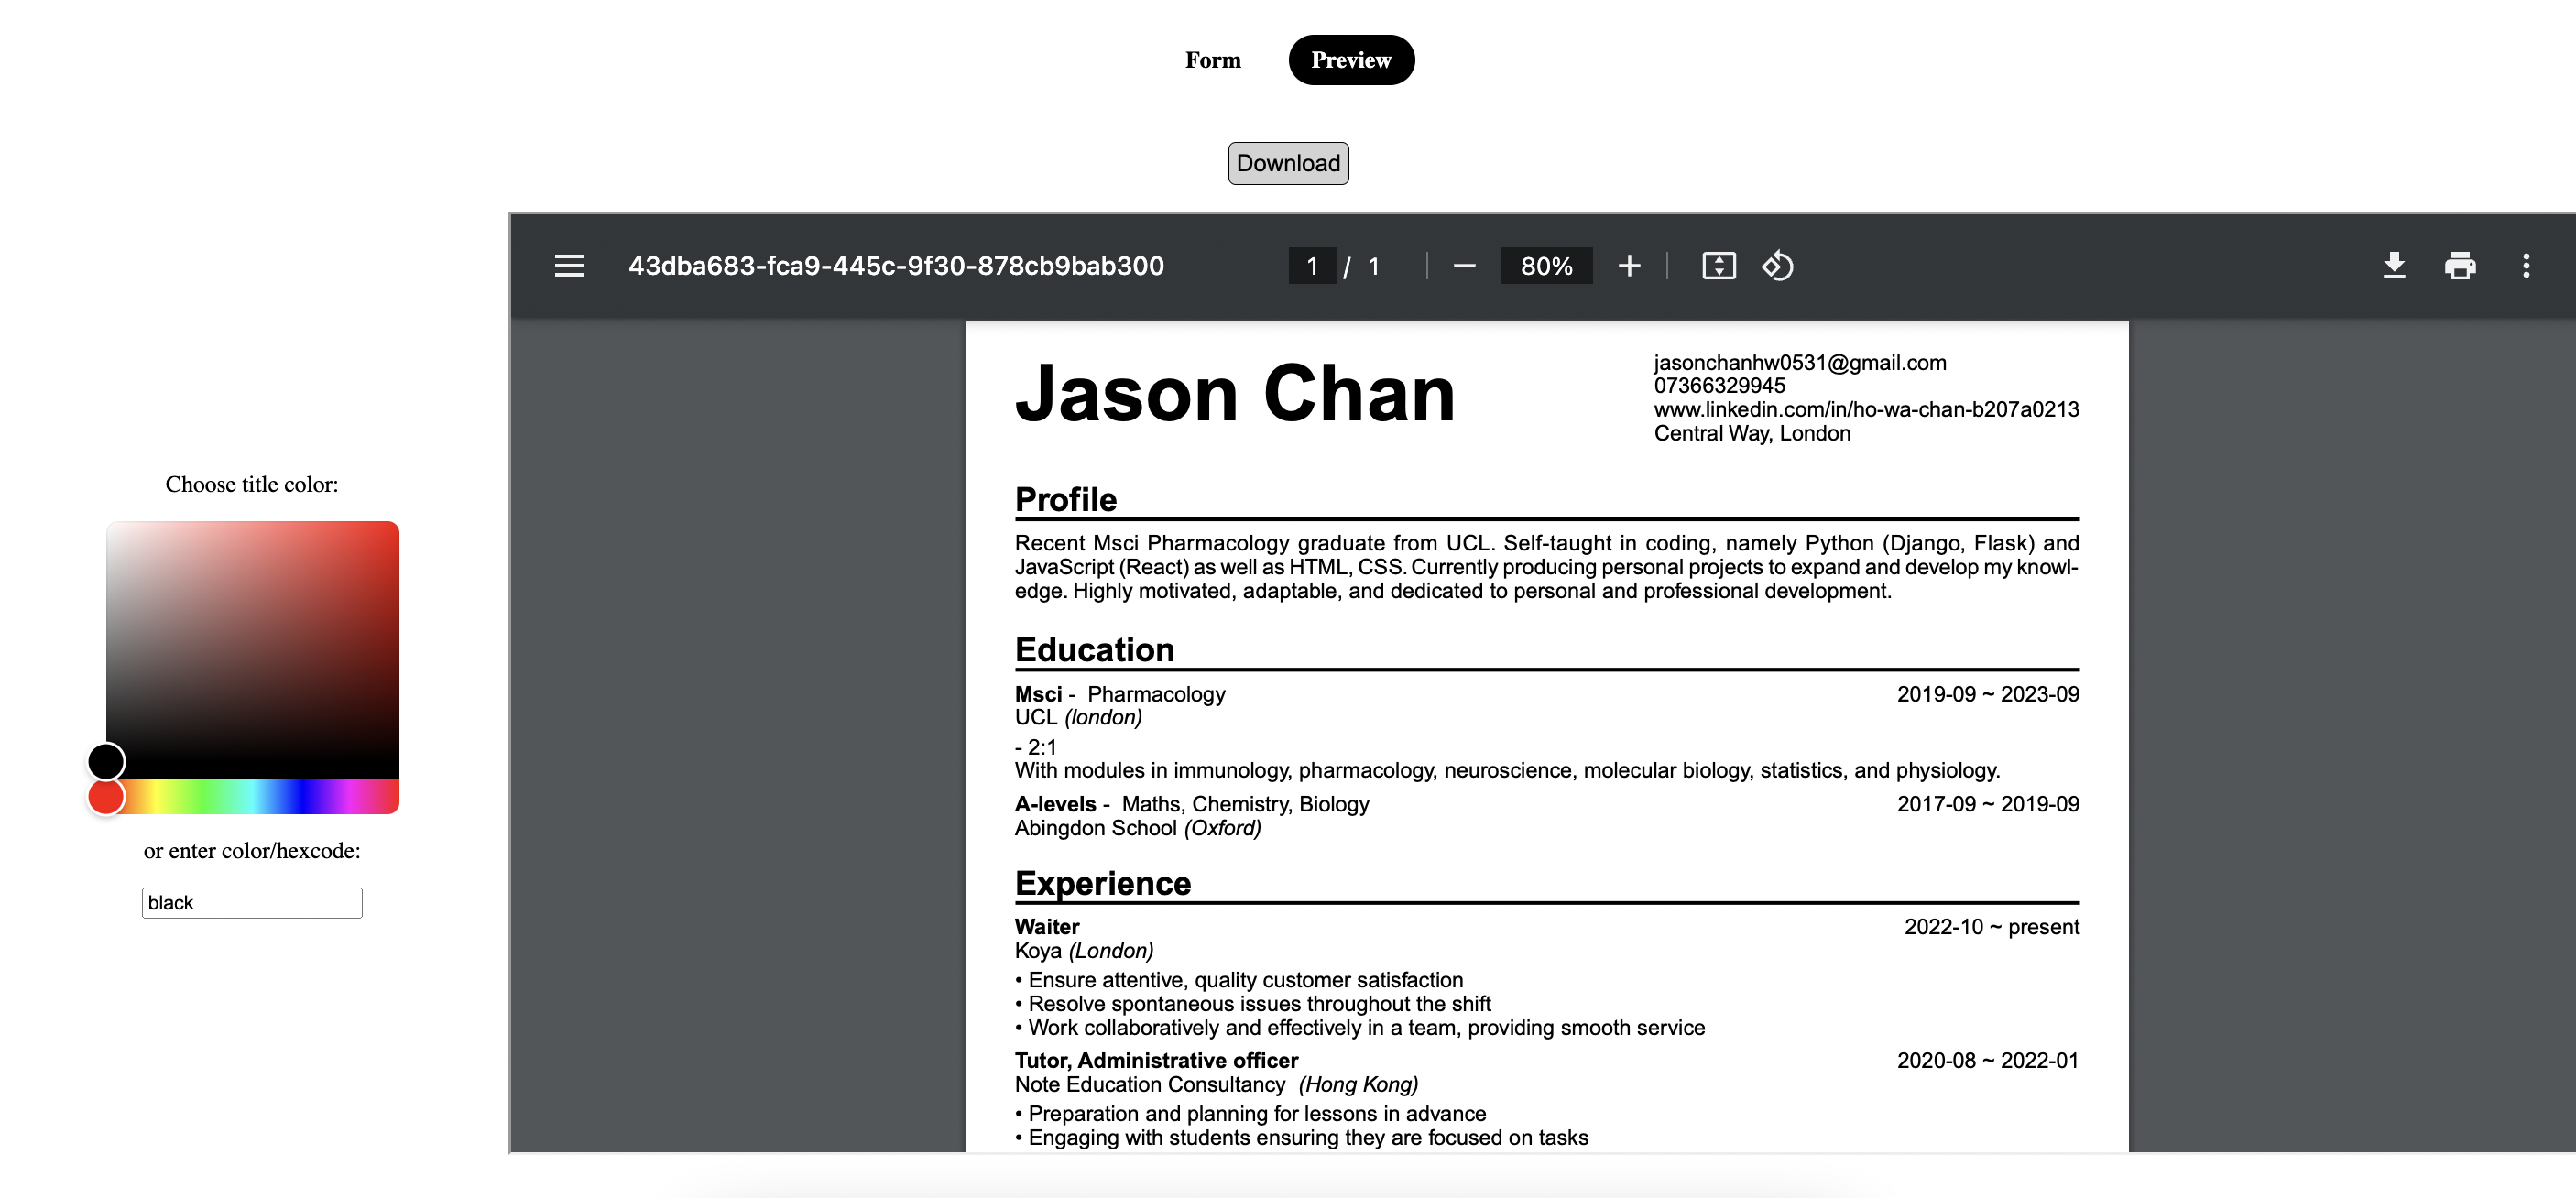 Form Preview
Download
43dba683-fca9-445c-9f30-878cb9bab300 1 / 1 80%
Jason Chan
jasonchanhw0531@gmail.com
07366329945
www.linkedin.com/in/ho-wa-chan-b207a0213
Central Way, London
Choose title color:
or enter color/hexcode:
black
Profile
Recent Msci Pharmacology graduate from UCL. Self-taught in coding, namely Python (Django, Flask) and
JavaScript (React) as well as HTML, CSS. Currently producing personal projects to expand and develop my knowl-
edge. Highly motivated, adaptable, and dedicated to personal and professional development.
Education
Msci - Pharmacology 2019-09 ~ 2023-09
UCL (london)
- 2:1
With modules in immunology, pharmacology, neuroscience, molecular biology, statistics, and physiology.
A-levels - Maths, Chemistry, Biology 2017-09 ~ 2019-09
Abingdon School (Oxford)
Experience
Waiter 2022-10 ~ present
Koya (London)
• Ensure attentive, quality customer satisfaction
• Resolve spontaneous issues throughout the shift
• Work collaboratively and effectively in a team, providing smooth service
Tutor, Administrative officer 2020-08 ~ 2022-01
Note Education Consultancy (Hong Kong)
• Preparation and planning for lessons in advance
• Engaging with students ensuring they are focused on tasks